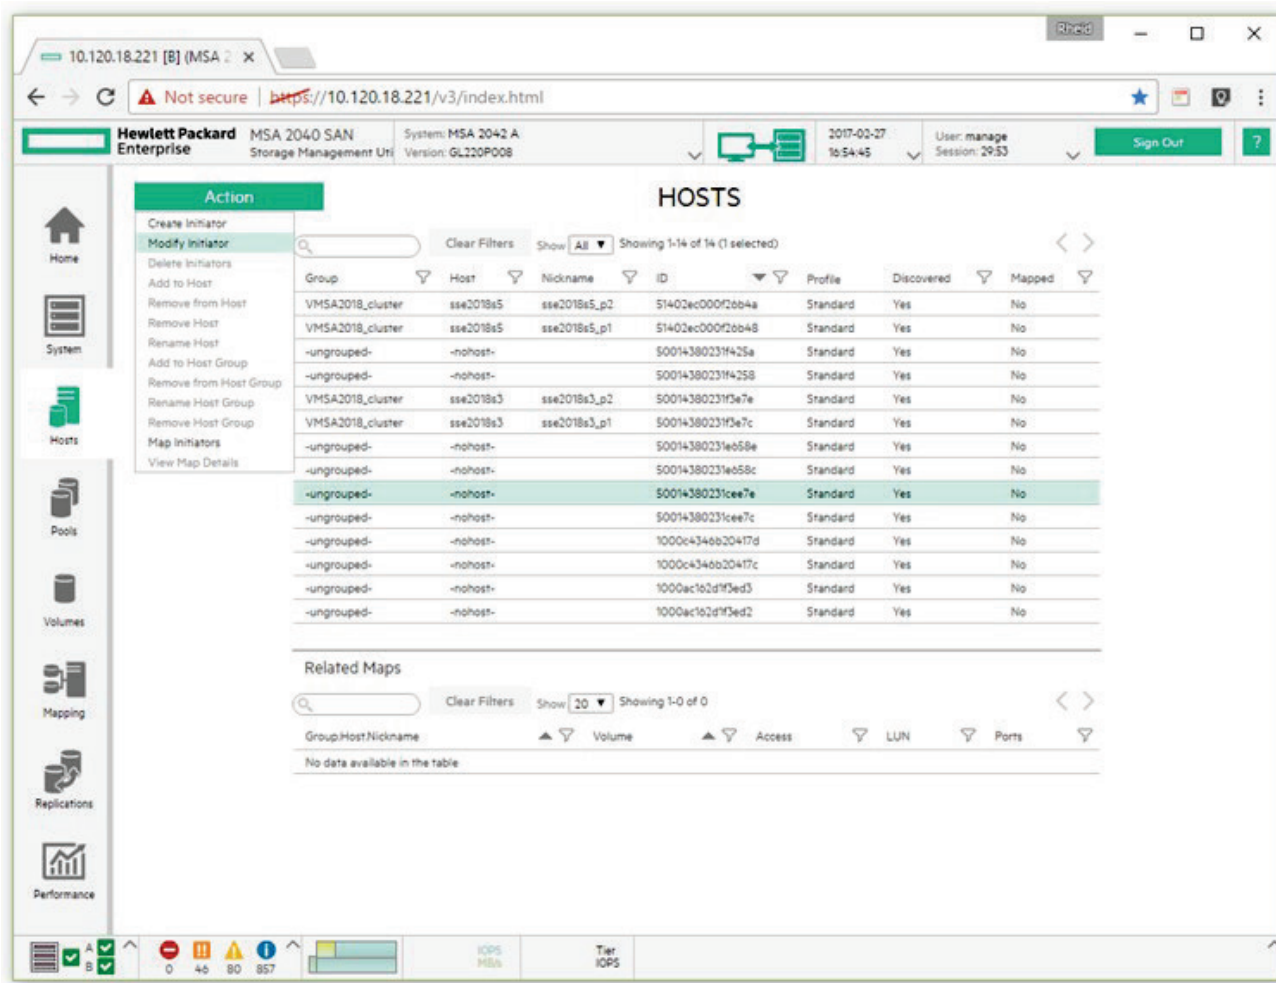 Rheid
10.120.18.221 [B] (MSA 2
Not secure https://10.120.18.221/v3/index.html
Hewlett Packard Enterprise
MSA 2040 SAN
Storage Management Uti
System: MSA 2042 A
Version: GL220P008
2017-02-27
16:54:45
User: manage
Session: 29:53
Sign Out
?
Home
System
Hosts
Pools
Volumes
Mapping
Replications
Performance
Action
Create Initiator
Modify Initiator
Delete Initiators
Add to Host
Remove from Host
Remove Host
Rename Host
Add to Host Group
Remove from Host Group
Rename Host Group
Remove Host Group
Map Initiators
View Map Details
HOSTS
Clear Filters Show All Showing 1-14 of 14 (1 selected)
Group Host Nickname ID Profile Discovered Mapped
VMSA2018_cluster sse2018s5 sse2018s5_p2 51402ec000f26b4a Standard Yes No
VMSA2018_cluster sse2018s5 sse2018s5_p1 51402ec000f26b48 Standard Yes No
-ungrouped- -nohost- 50014380231f425a Standard Yes No
-ungrouped- -nohost- 50014380231f4258 Standard Yes No
VMSA2018_cluster sse2018s3 sse2018s3_p2 50014380231f3e7e Standard Yes No
VMSA2018_cluster sse2018s3 sse2018s3_p1 50014380231f3e7c Standard Yes No
-ungrouped- -nohost- 50014380231e658e Standard Yes No
-ungrouped- -nohost- 50014380231e658c Standard Yes No
-ungrouped- -nohost- 50014380231cee7e Standard Yes No
-ungrouped- -nohost- 50014380231cee7c Standard Yes No
-ungrouped- -nohost- 1000c4346b20417d Standard Yes No
-ungrouped- -nohost- 1000c4346b20417c Standard Yes No
-ungrouped- -nohost- 1000ac162d1f3ed3 Standard Yes No
-ungrouped- -nohost- 1000ac162d1f3ed2 Standard Yes No
Related Maps
Clear Filters Show 20 Showing 1-0 of 0
Group.Host.Nickname Volume Access LUN Ports
No data available in the table
A
B
0 46 80 857
IOPS
MB/s
Tier
IOPS